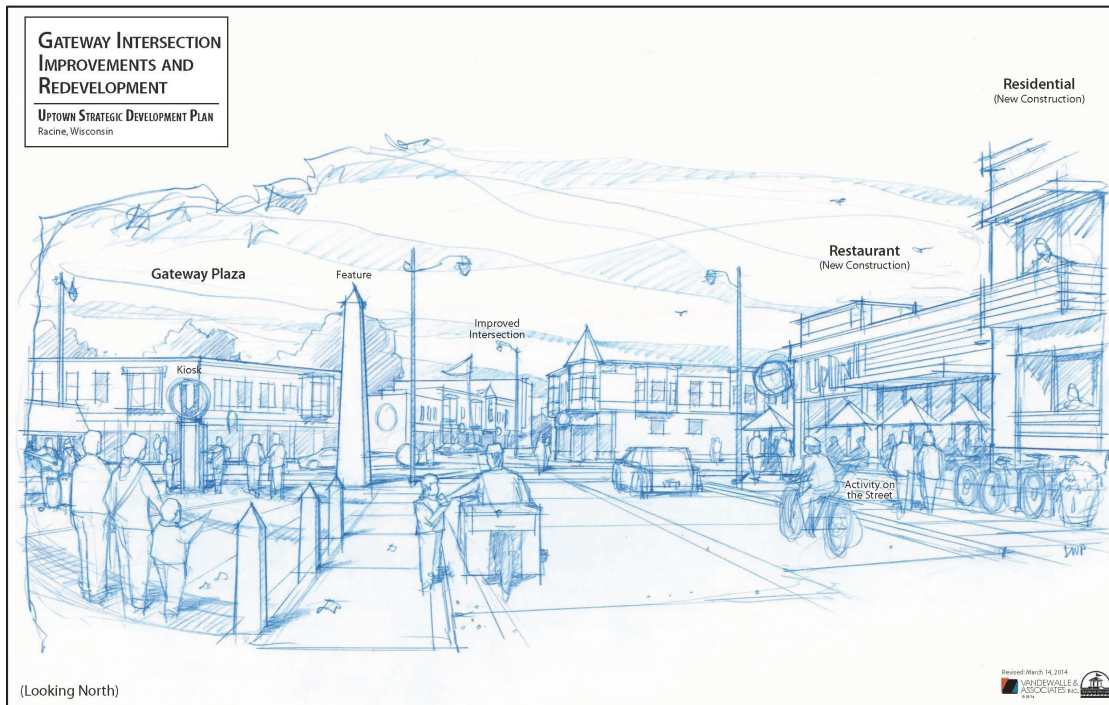 GATEWAY INTERSECTION
IMPROVEMENTS AND
REDEVELOPMENT
UPTOWN STRATEGIC DEVELOPMENT PLAN
Racine, Wisconsin
Residential
(New Construction)
Restaurant
(New Construction)
Gateway Plaza
Feature
Improved
Intersection
Kiosk
U
Activity on
the Street
DWP
(Looking North)
Revised: March 14, 2014
VANDEWALLE &
ASSOCIATES INC.